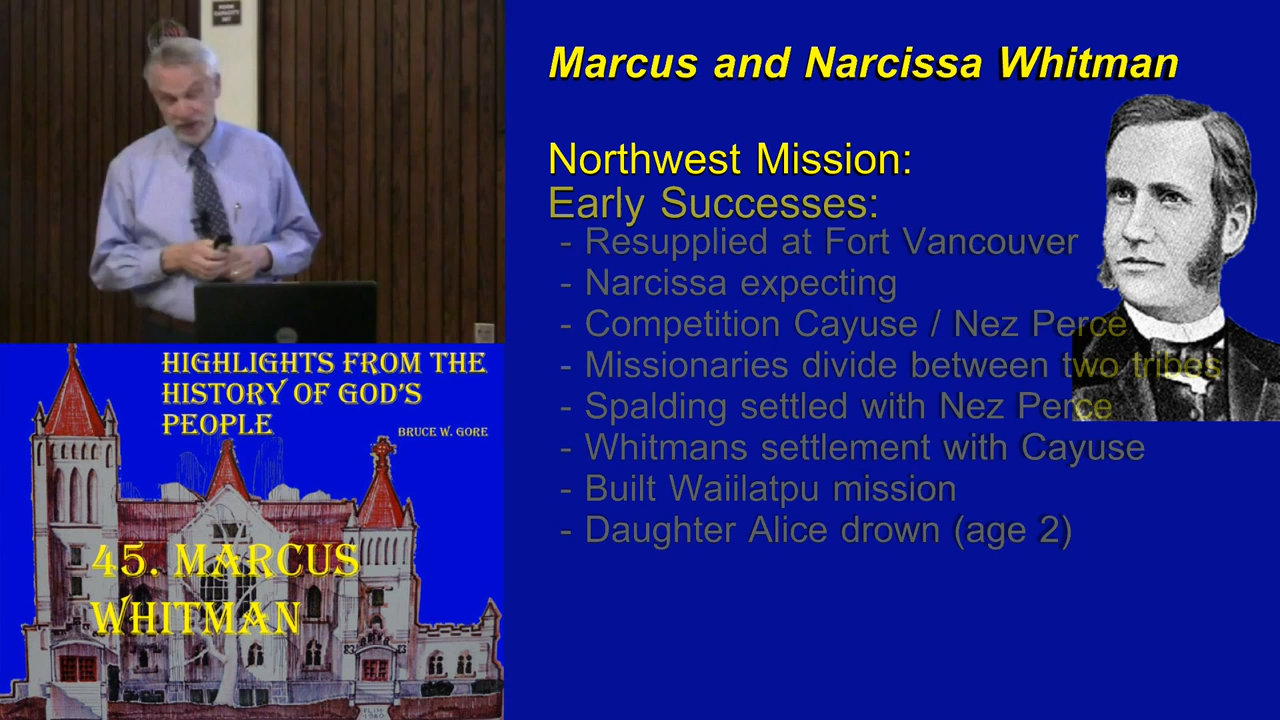 ROOM
CAPACITY
Marcus and Narcissa Whitman
Northwest Mission:
Early Successes:
- Resupplied at Fort Vancouver
- Narcissa expecting
- Competition Cayuse / Nez Perce
- Missionaries divide between two tribes
- Spalding settled with Nez Perce
- Whitmans settlement with Cayuse
- Built Waiilatpu mission
- Daughter Alice drown (age 2)
HIGHLIGHTS FROM THE
HISTORY OF GOD'S
PEOPLE
BRUCE W. GORE
45. MARCUS
WHITMAN